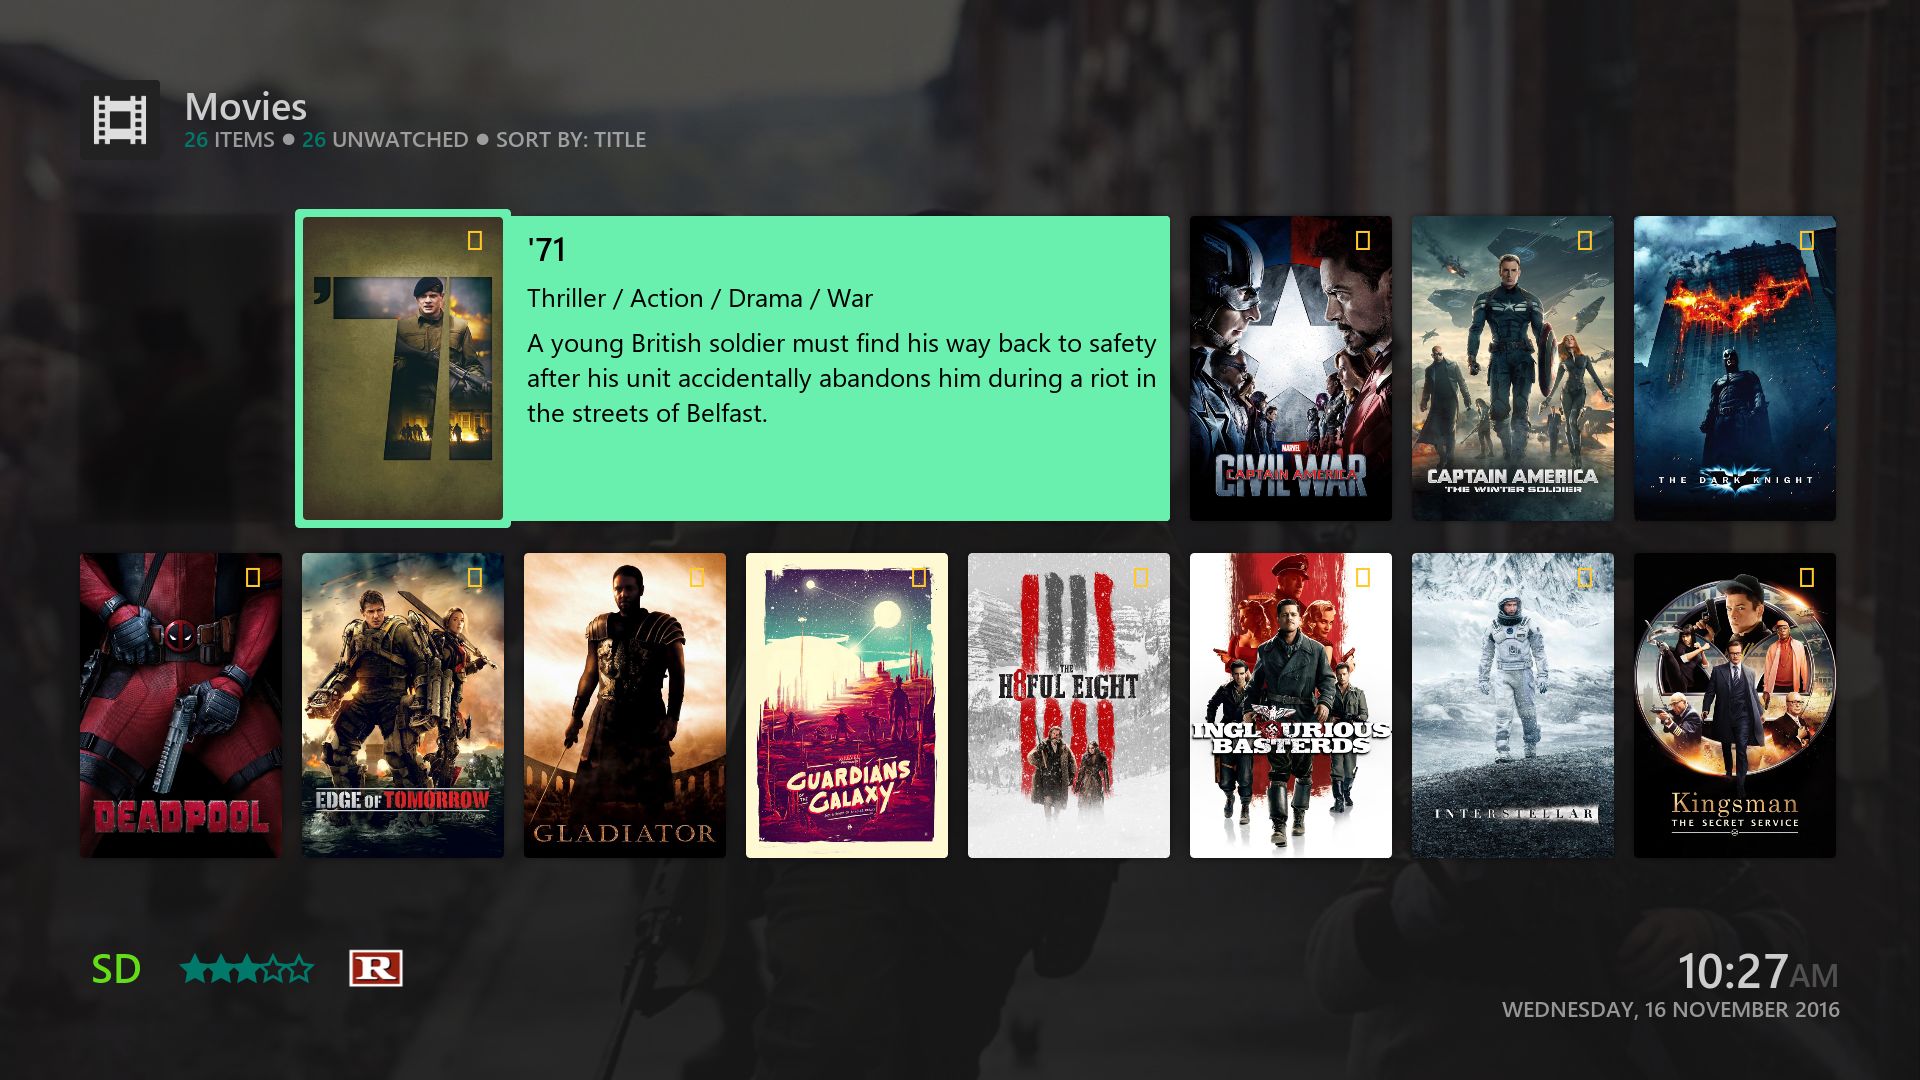 Movies
26 ITEMS ● 26 UNWATCHED ● SORT BY: TITLE
'71
'71
Thriller / Action / Drama / War
A young British soldier must find his way back to safety
after his unit accidentally abandons him during a riot in
the streets of Belfast.
MARVEL
CAPTAIN AMERICA
CIVIL WAR
CAPTAIN AMERICA
THE WINTER SOLDIER
THE DARK KNIGHT
DEADPOOL
EDGE OF TOMORROW
GLADIATOR
GUARDIANS
OF THE GALAXY
THE
H8FUL EIGHT
INGLOURIOUS
BASTERDS
INTERSTELLAR
Kingsman
THE SECRET SERVICE
SD
R
10:27AM
WEDNESDAY, 16 NOVEMBER 2016